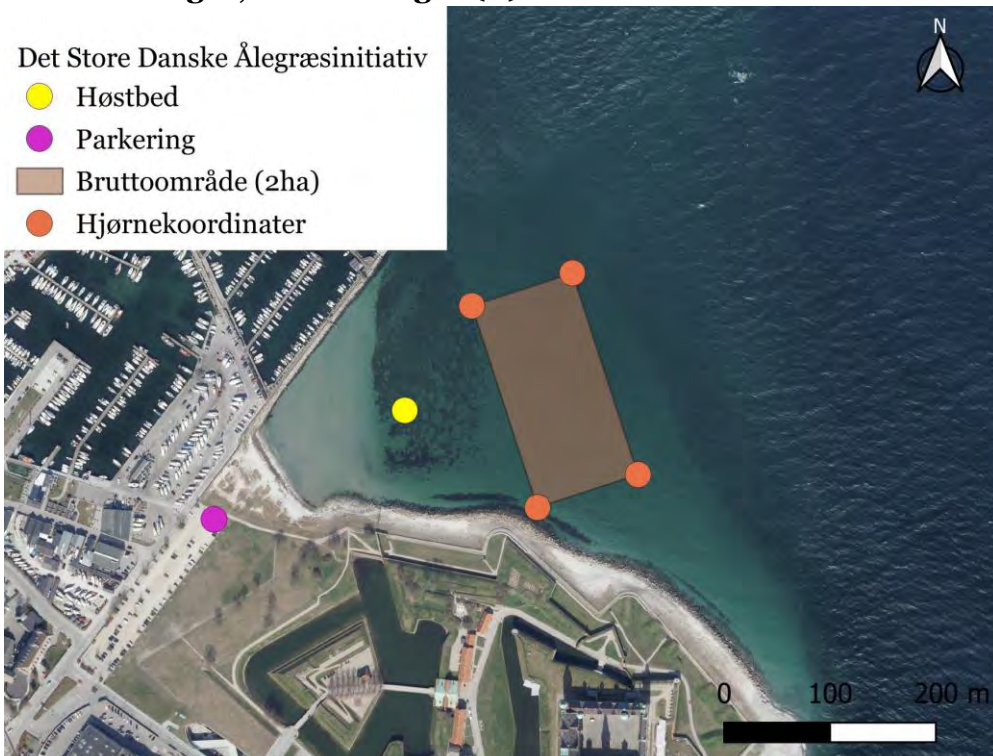 Det Store Danske Ålegræsinitiativ
Høstbed
Parkering
Bruttoområde (2ha)
Hjørnekoordinater
N
0 100 200 m